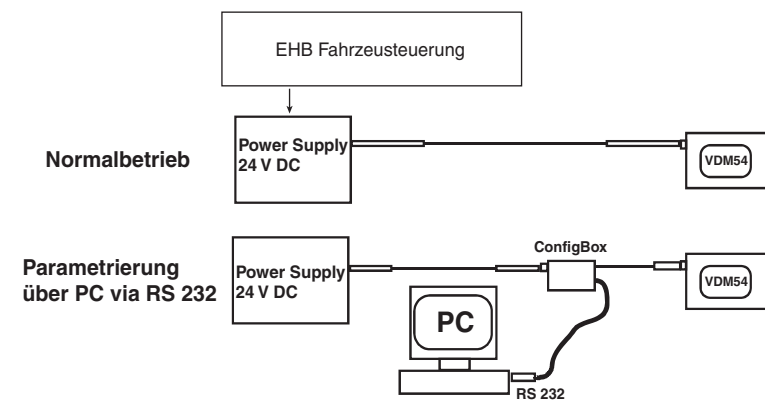 EHB Fahrzeusteuerung
Normalbetrieb
Power Supply
24 V DC
VDM54
Parametrierung
über PC via RS 232
Power Supply
24 V DC
ConfigBox
VDM54
PC
RS 232